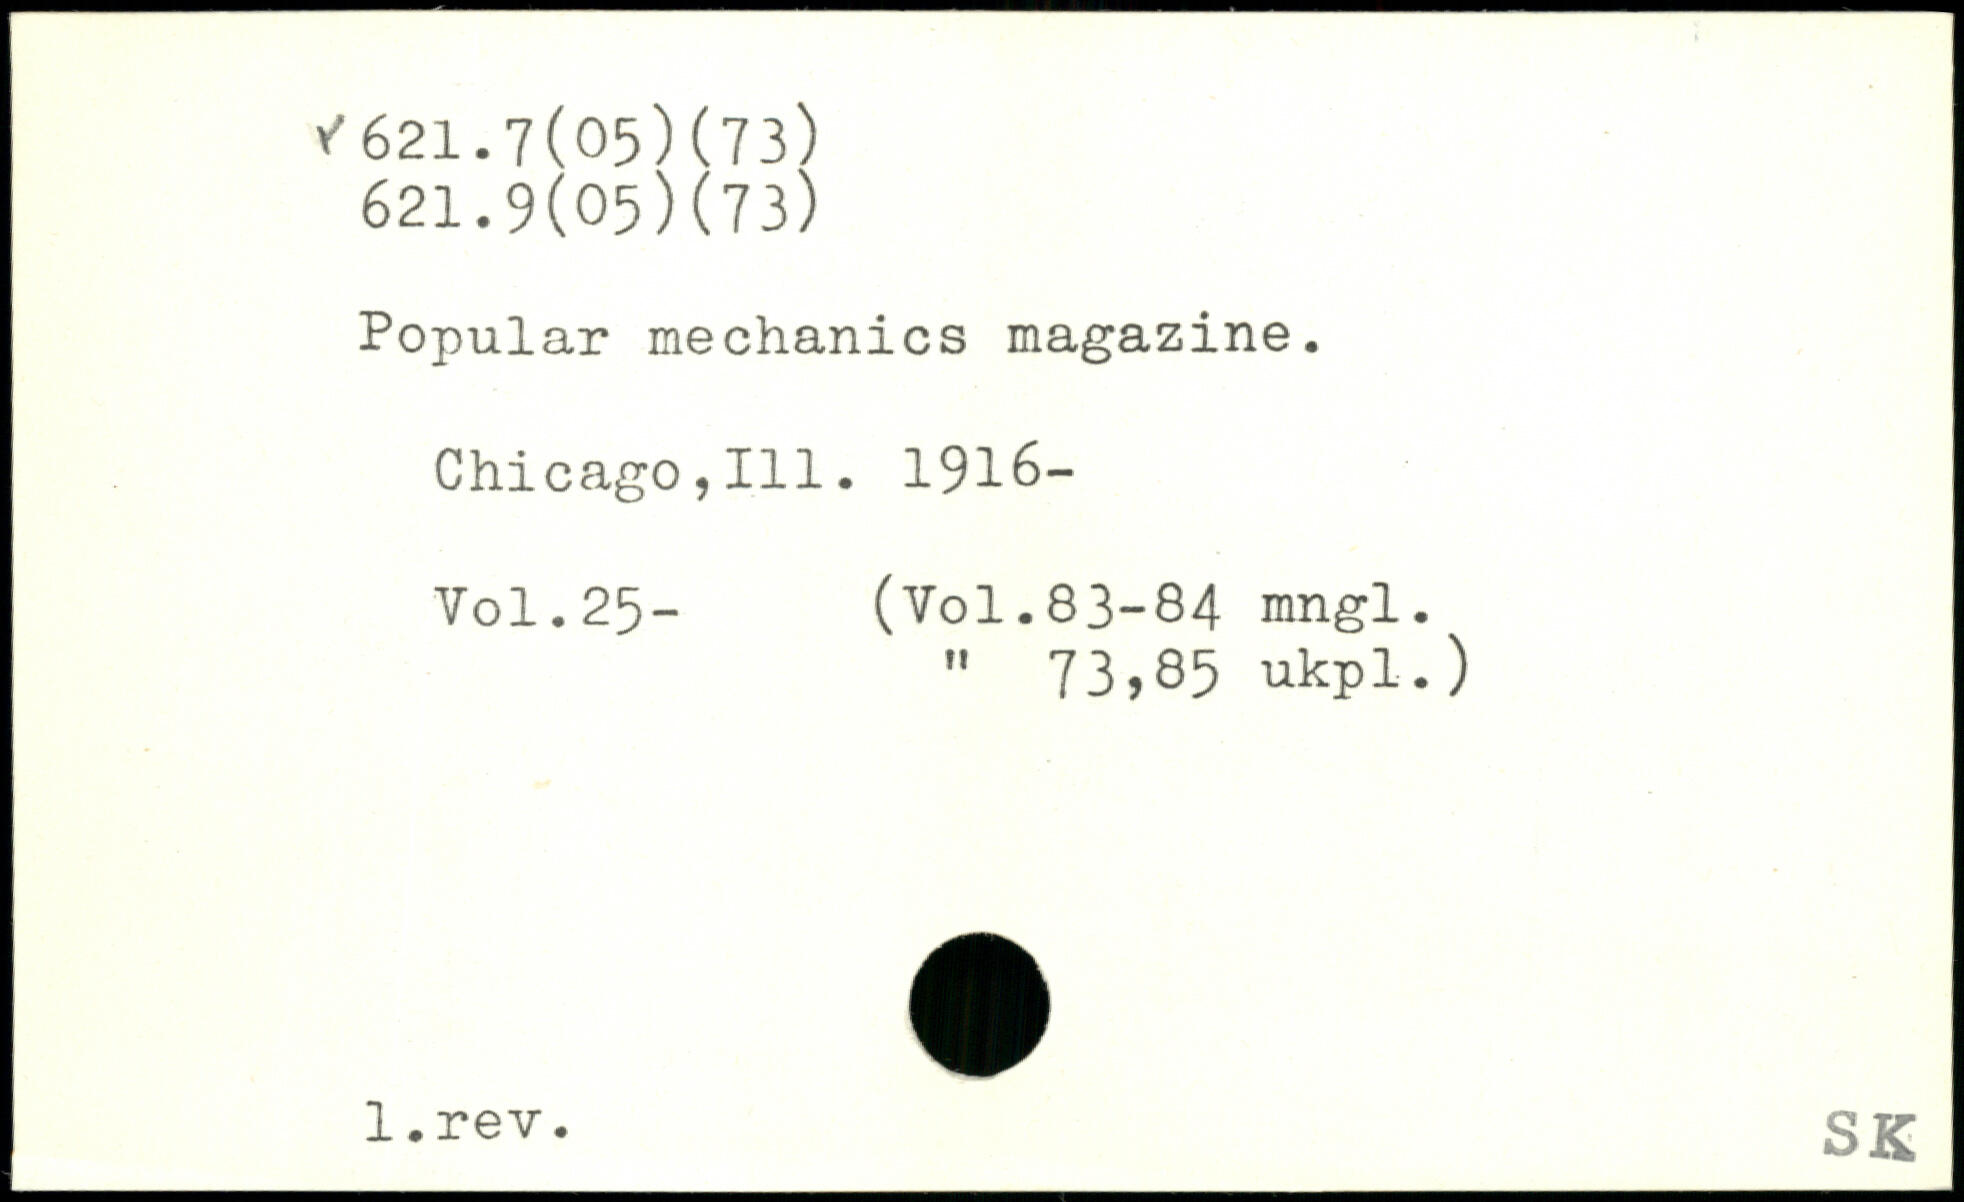 ✓621.7(05)(73)
621.9(05)(73)
Popular mechanics magazine.
Chicago,Ill. 1916-
Vol.25- (Vol.83-84 mngl.
" 73,85 ukpl.)
1.rev.
SK